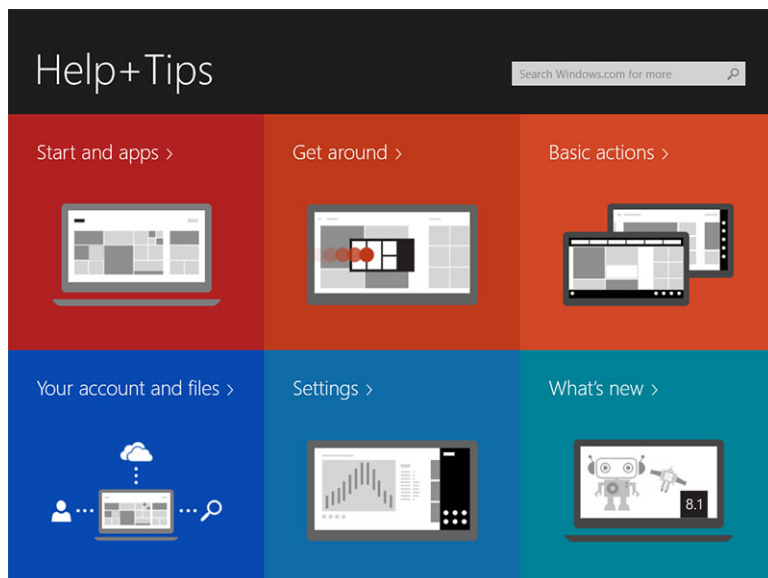 Help+Tips
Search Windows.com for more
Start and apps >
Get around >
Basic actions >
Your account and files >
Settings >
What's new >
8.1